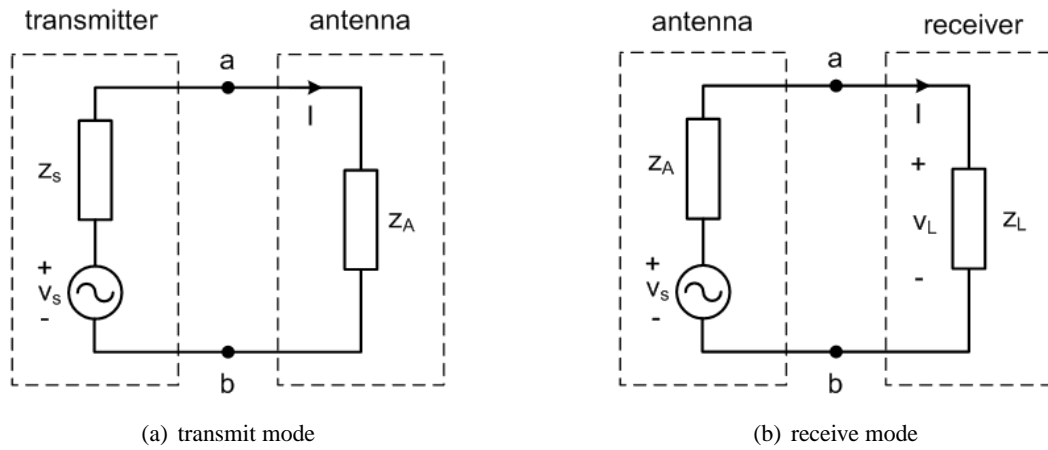 transmitter
antenna
a
I
Zs
ZA
+
Vs
-
b
(a) transmit mode
antenna
receiver
a
I
ZA
+
VL
-
ZL
+
Vs
-
b
(b) receive mode